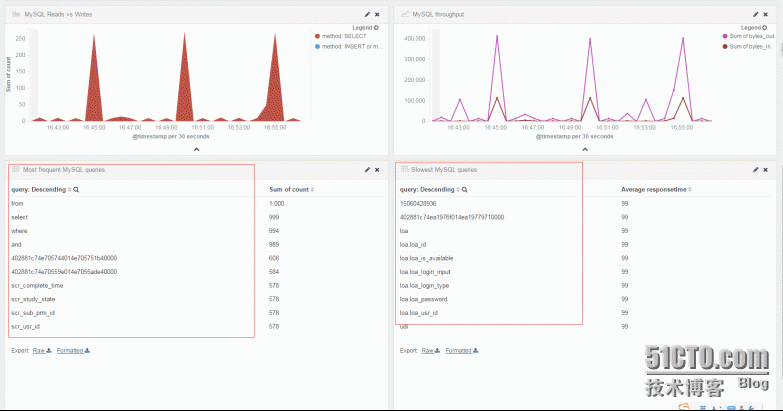 MySQL Reads vs Writes
Legend
method: SELECT
method: INSERT or m...
Sum of count
250
200
150
100
50
0
16:43:00 16:45:00 16:47:00 16:49:00 16:51:00 16:53:00 16:55:00
@timestamp per 30 seconds
MySQL throughput
Legend
Sum of bytes_out
Sum of bytes_in
400,000
300,000
200,000
100,000
0
16:43:00 16:45:00 16:47:00 16:49:00 16:51:00 16:53:00 16:55:00
@timestamp per 30 seconds
Most frequent MySQL queries
query: Descending Sum of count
from 1,000
select 999
where 994
and 989
402881c74e705744014e705751b40000 608
402881c74e70559e014e7055ade40000 584
scr_complete_time 578
scr_study_state 578
scr_sub_prm_id 578
scr_usr_id 578
Export: Raw Formatted
Slowest MySQL queries
query: Descending Average responsetime
15060428936 99
402881c74ea1976f014ea19779710000 99
loa 99
loa.loa_id 99
loa.loa_is_available 99
loa.loa_login_input 99
loa.loa_login_type 99
loa.loa_password 99
loa.loa_usr_id 99
udl 99
Export: Raw Formatted
51CTO.com
技术博客 Blog